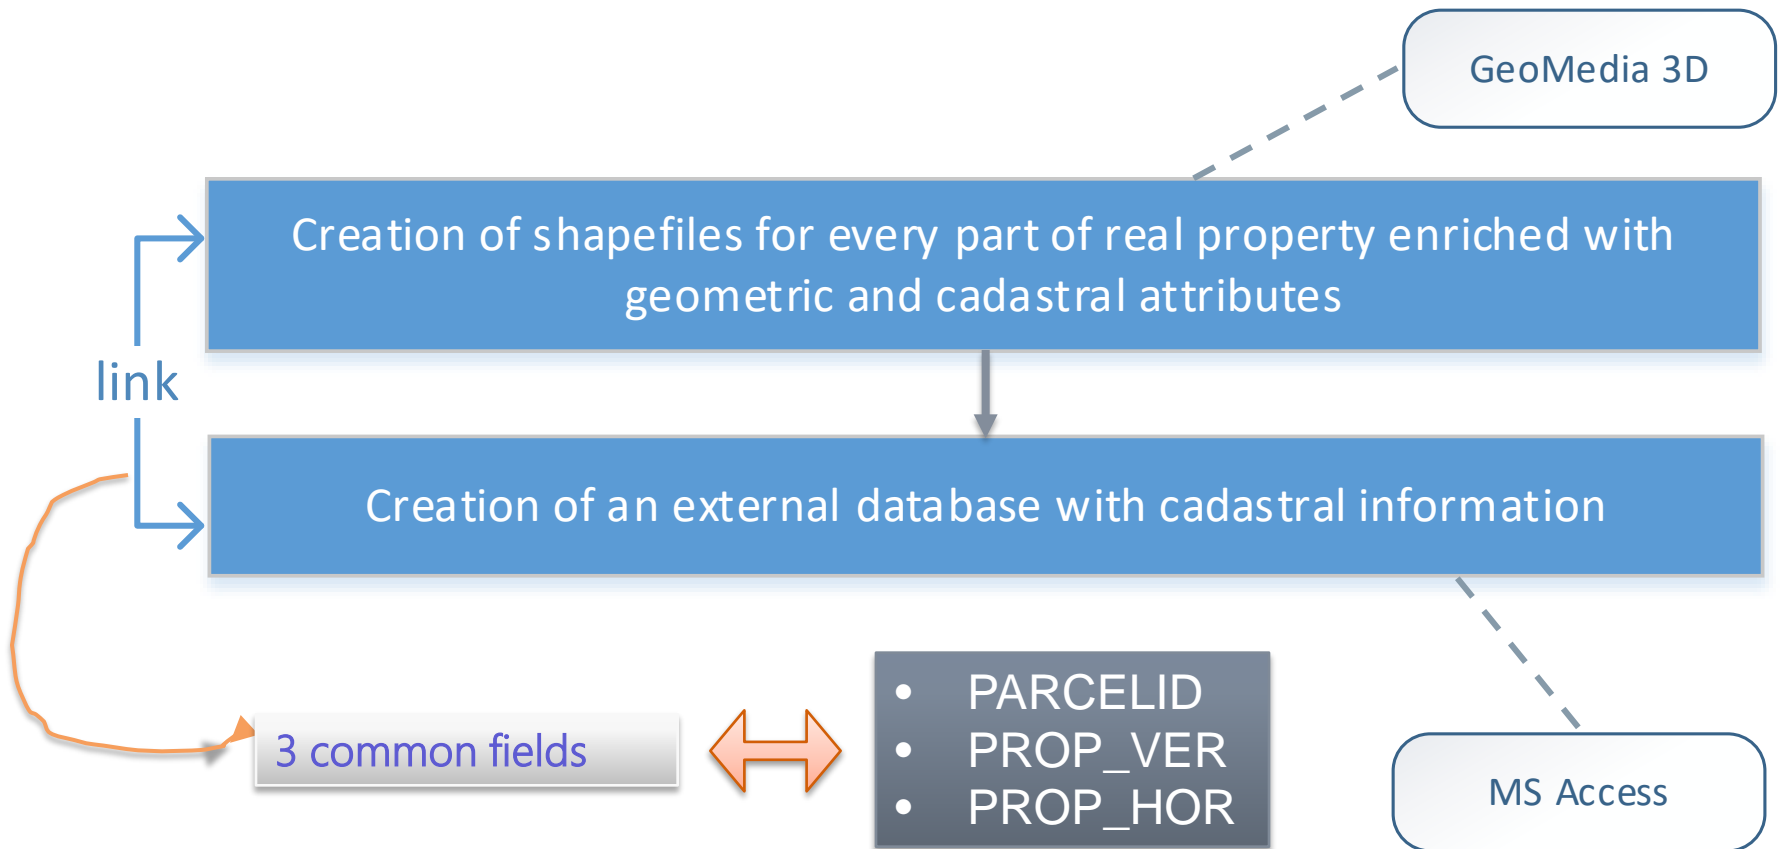 GeoMedia 3D
Creation of shapefiles for every part of real property enriched with
geometric and cadastral attributes
link
Creation of an external database with cadastral information
3 common fields
• PARCELID
• PROP_VER
• PROP_HOR
MS Access